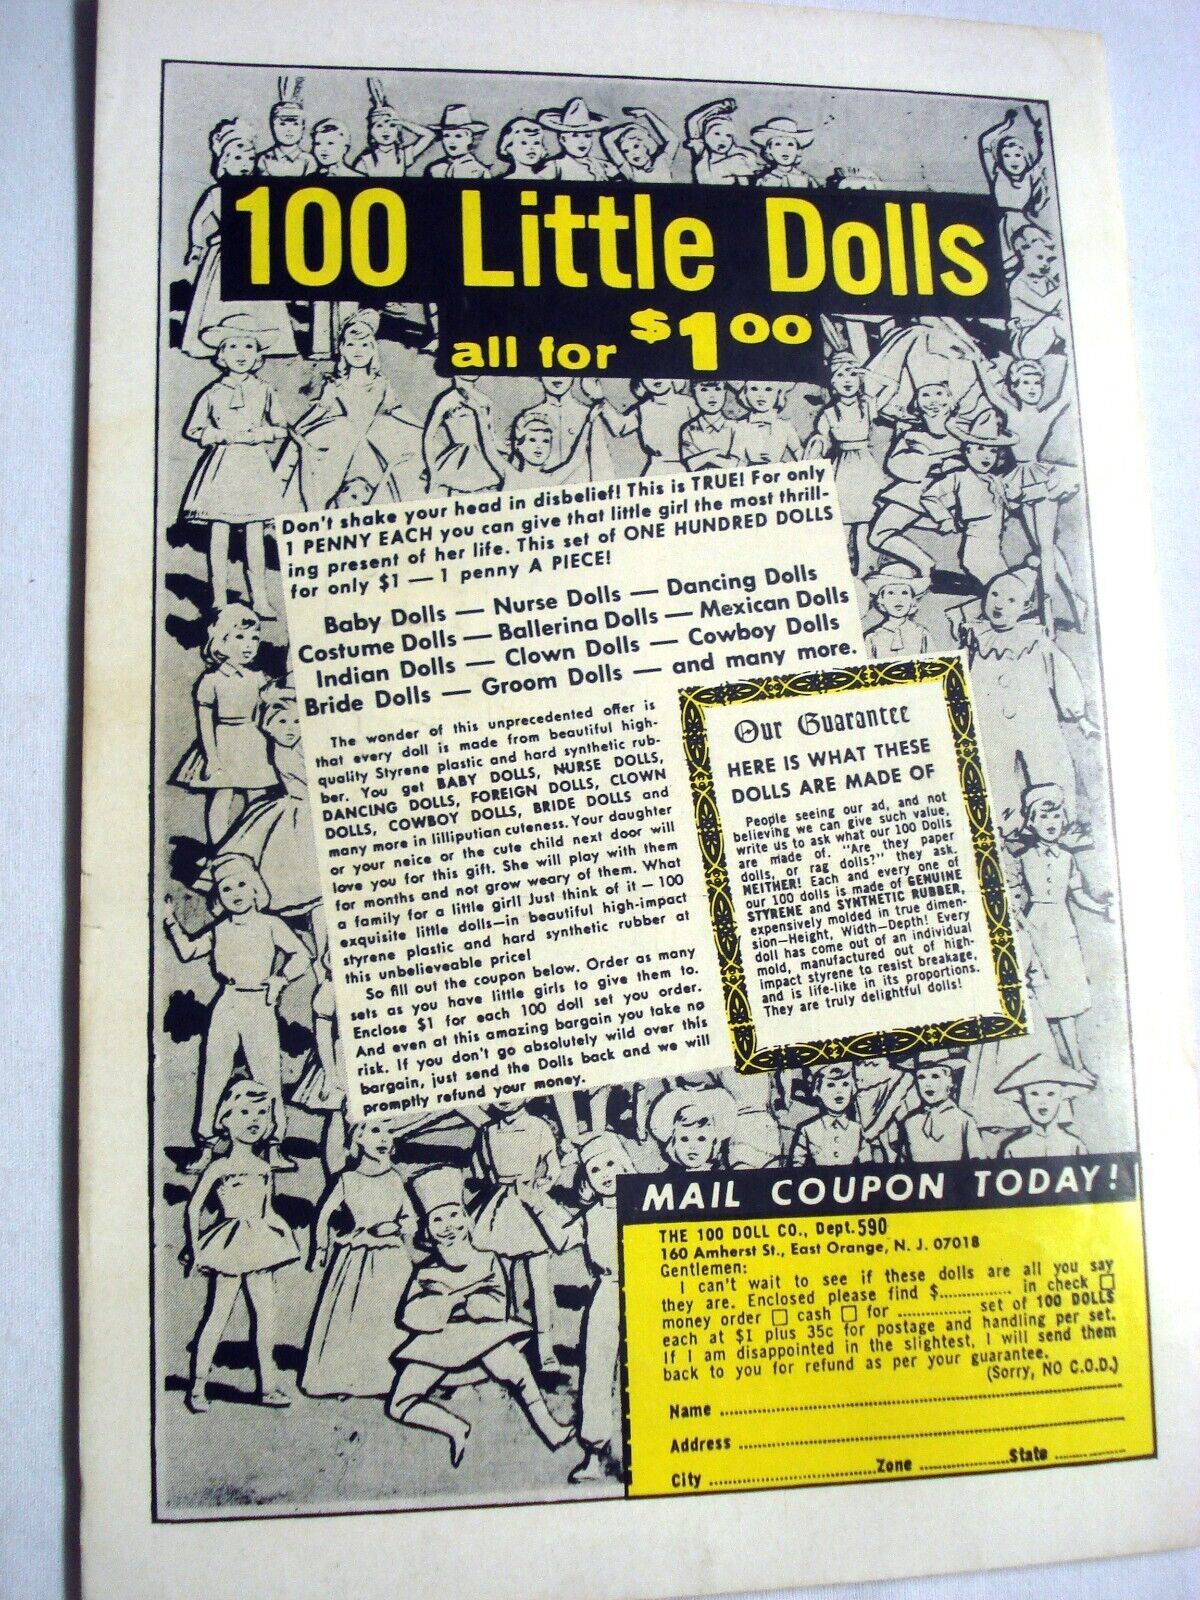 100 Little Dolls
all for $1 00
Don't shake your head in disbelief! This is TRUE! For only
1 PENNY EACH you can give that little girl the most thrill-
ing present of her life. This set of ONE HUNDRED DOLLS
for only $1 — 1 penny A PIECE!
Baby Dolls — Nurse Dolls — Dancing Dolls
Costume Dolls — Ballerina Dolls — Mexican Dolls
Indian Dolls — Clown Dolls — Cowboy Dolls
Bride Dolls — Groom Dolls — and many more.
The wonder of this unprecedented offer is
that every doll is made from beautiful high-
quality Styrene plastic and hard synthetic rub-
ber. You get BABY DOLLS, NURSE DOLLS,
DANCING DOLLS, FOREIGN DOLLS, CLOWN
DOLLS, COWBOY DOLLS, BRIDE DOLLS and
many more in lilliputian cuteness. Your daughter
or your neice or the cute child next door will
love you for this gift. She will play with them
for months and not grow weary of them. What
a family for a little girl! Just think of it — 100
exquisite little dolls—in beautiful high-impact
styrene plastic and hard synthetic rubber at
this unbelieveable price!
So fill out the coupon below. Order as many
sets as you have little girls to give them to.
Enclose $1 for each 100 doll set you order.
And even at this amazing bargain you take no
risk. If you don't go absolutely wild over this
bargain, just send the Dolls back and we will
promptly refund your money.
Our Guarantee
HERE IS WHAT THESE
DOLLS ARE MADE OF
People seeing our ad, and not
believing we can give such value,
write us to ask what our 100 Dolls
are made of. "Are they paper
dolls, or rag dolls?" they ask.
NEITHER! Each and every one of
our 100 dolls is made of GENUINE
STYRENE and SYNTHETIC RUBBER,
expensively molded in true dimen-
sion—Height, Width—Depth! Every
doll has come out of an individual
mold, manufactured out of high-
impact styrene to resist breakage,
and is life-like in its proportions.
They are truly delightful dolls!
MAIL COUPON TODAY!
THE 100 DOLL CO., Dept. 590
160 Amherst St., East Orange, N. J. 07018
Gentlemen:
I can't wait to see if these dolls are all you say
they are. Enclosed please find $.............. in check □
money order □ cash □ for .............. set of 100 DOLLS
each at $1 plus 35c for postage and handling per set.
If I am disappointed in the slightest, I will send them
back to you for refund as per your guarantee.
(Sorry, NO C.O.D.)
Name ..............
Address ..............
City .............. Zone .............. State ..............